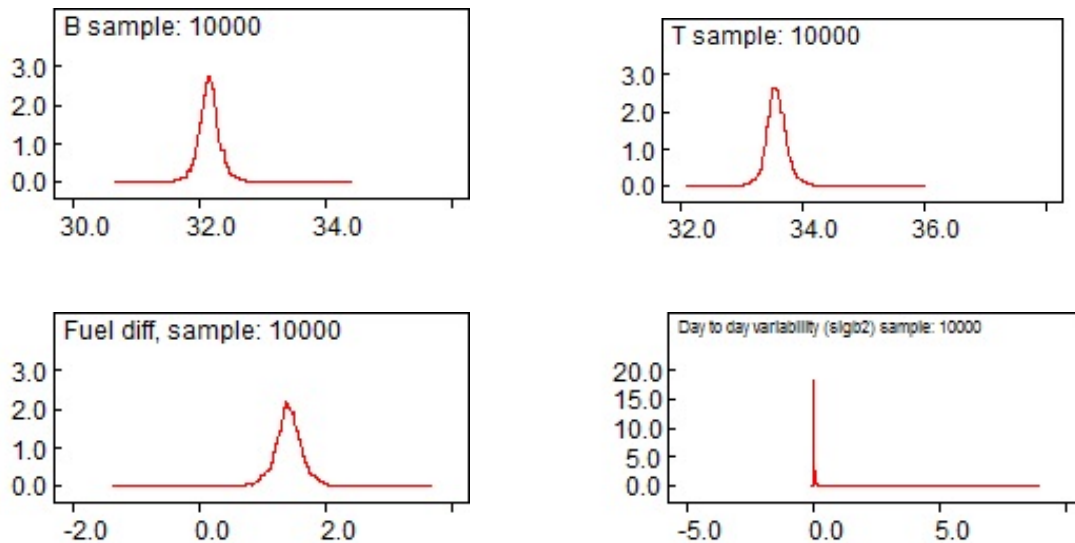 B sample: 10000
3.0
2.0
1.0
0.0
30.0 32.0 34.0
T sample: 10000
3.0
2.0
1.0
0.0
32.0 34.0 36.0
Fuel diff, sample: 10000
3.0
2.0
1.0
0.0
-2.0 0.0 2.0
Day to day variability (sigb2) sample: 10000
20.0
15.0
10.0
5.0
0.0
-5.0 0.0 5.0